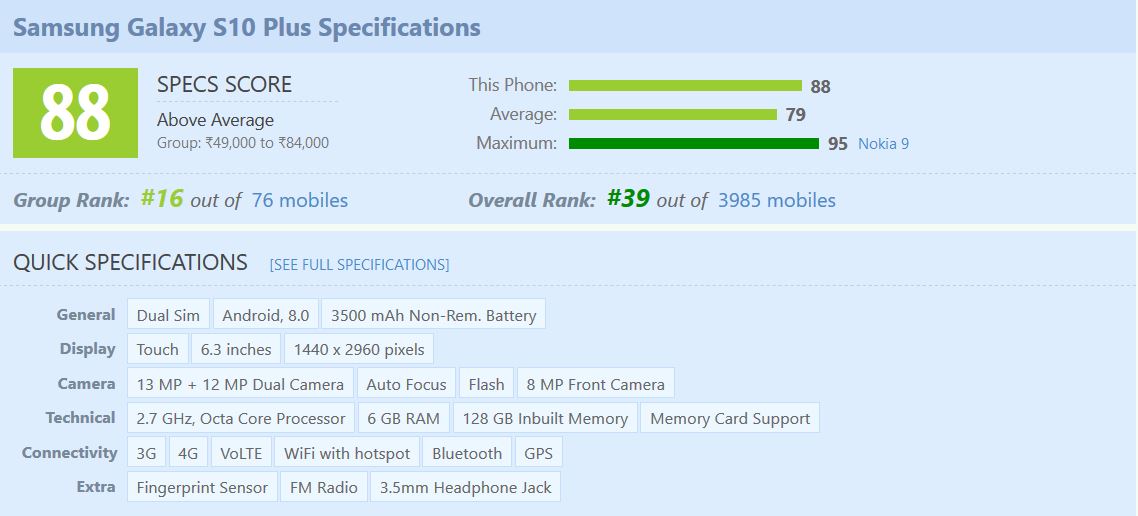 Samsung Galaxy S10 Plus Specifications
88 SPECS SCORE This Phone: 88
Above Average Average: 79
Group: ₹49,000 to ₹84,000 Maximum: 95 Nokia 9
Group Rank: #16 out of 76 mobiles Overall Rank: #39 out of 3985 mobiles
QUICK SPECIFICATIONS [SEE FULL SPECIFICATIONS]
General Dual Sim Android, 8.0 3500 mAh Non-Rem. Battery
Display Touch 6.3 inches 1440 x 2960 pixels
Camera 13 MP + 12 MP Dual Camera Auto Focus Flash 8 MP Front Camera
Technical 2.7 GHz, Octa Core Processor 6 GB RAM 128 GB Inbuilt Memory Memory Card Support
Connectivity 3G 4G VoLTE WiFi with hotspot Bluetooth GPS
Extra Fingerprint Sensor FM Radio 3.5mm Headphone Jack